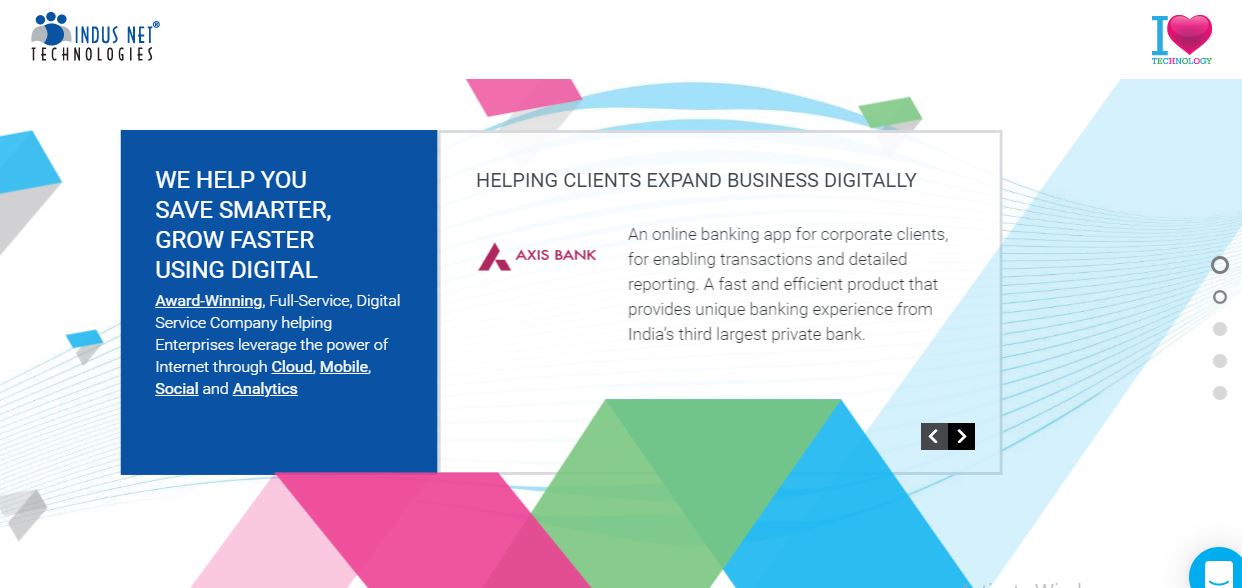 INDUS NET®
TECHNOLOGIES
I
TECHNOLOGY
WE HELP YOU
SAVE SMARTER,
GROW FASTER
USING DIGITAL
Award-Winning, Full-Service, Digital
Service Company helping
Enterprises leverage the power of
Internet through Cloud, Mobile,
Social and Analytics
HELPING CLIENTS EXPAND BUSINESS DIGITALLY
AXIS BANK
An online banking app for corporate clients,
for enabling transactions and detailed
reporting. A fast and efficient product that
provides unique banking experience from
India's third largest private bank.